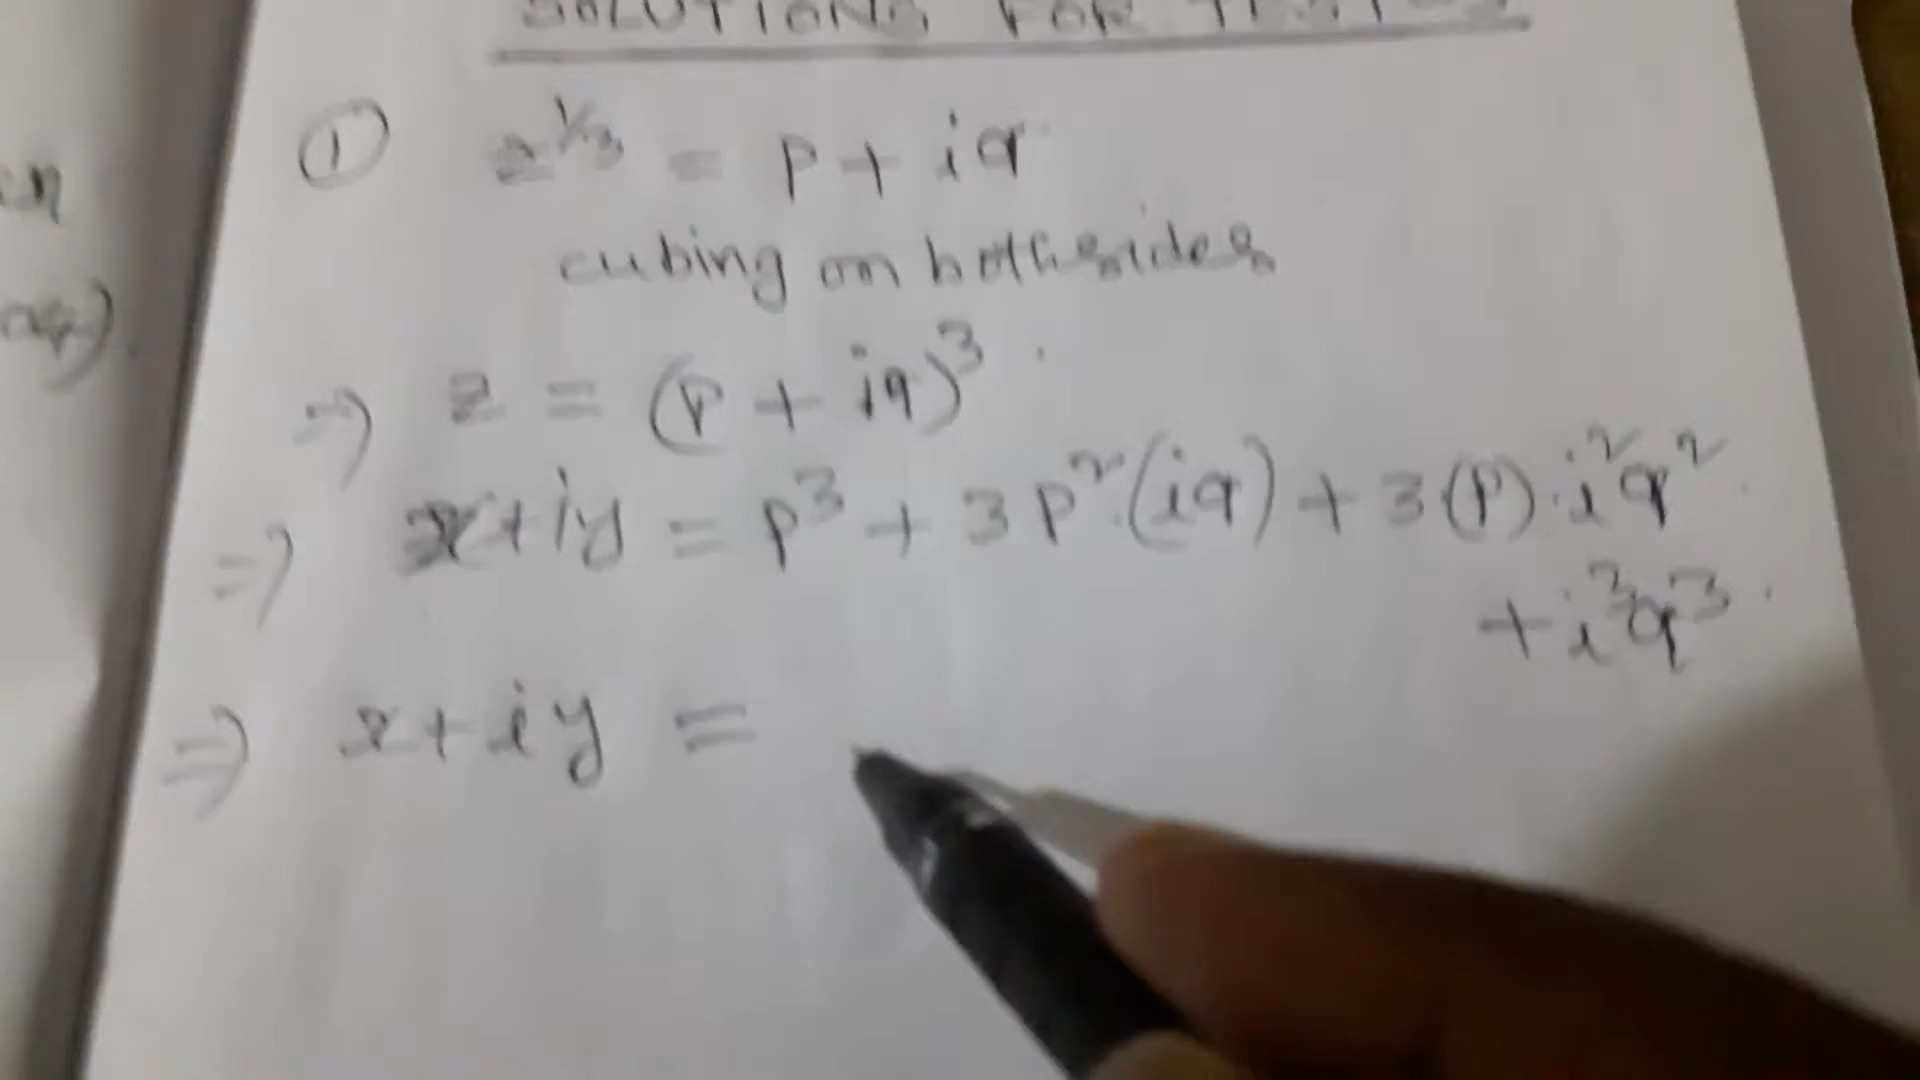 SOLUTIONS FOR TEST-
① z^1/3 = p + iq
cubing on bothsides
⇒ z = (p + iq)^3.
⇒ x+iy = p^3 + 3p^2.(iq) + 3(p).i^2q^2.
+i^3q^3.
⇒ x+iy =